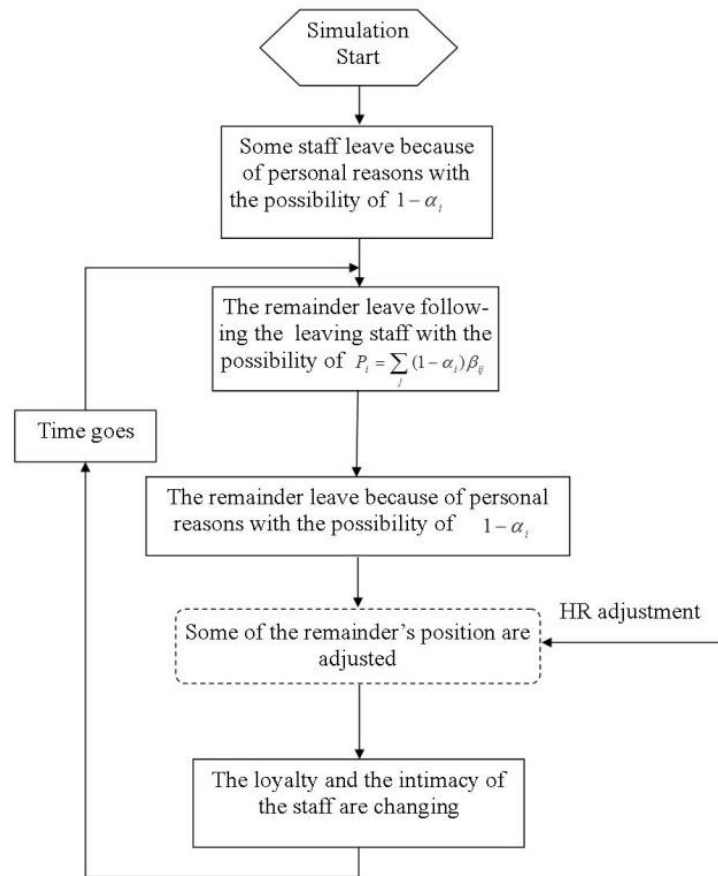 Simulation
Start
Some staff leave because
of personal reasons with
the possibility of 1 − α_i
The remainder leave follow-
ing the leaving staff with the
possibility of P_i = ∑_j (1 − α_i) β_ij
Time goes
The remainder leave because of personal
reasons with the possibility of 1 − α_i
HR adjustment
Some of the remainder’s position are
adjusted
The loyalty and the intimacy of
the staff are changing